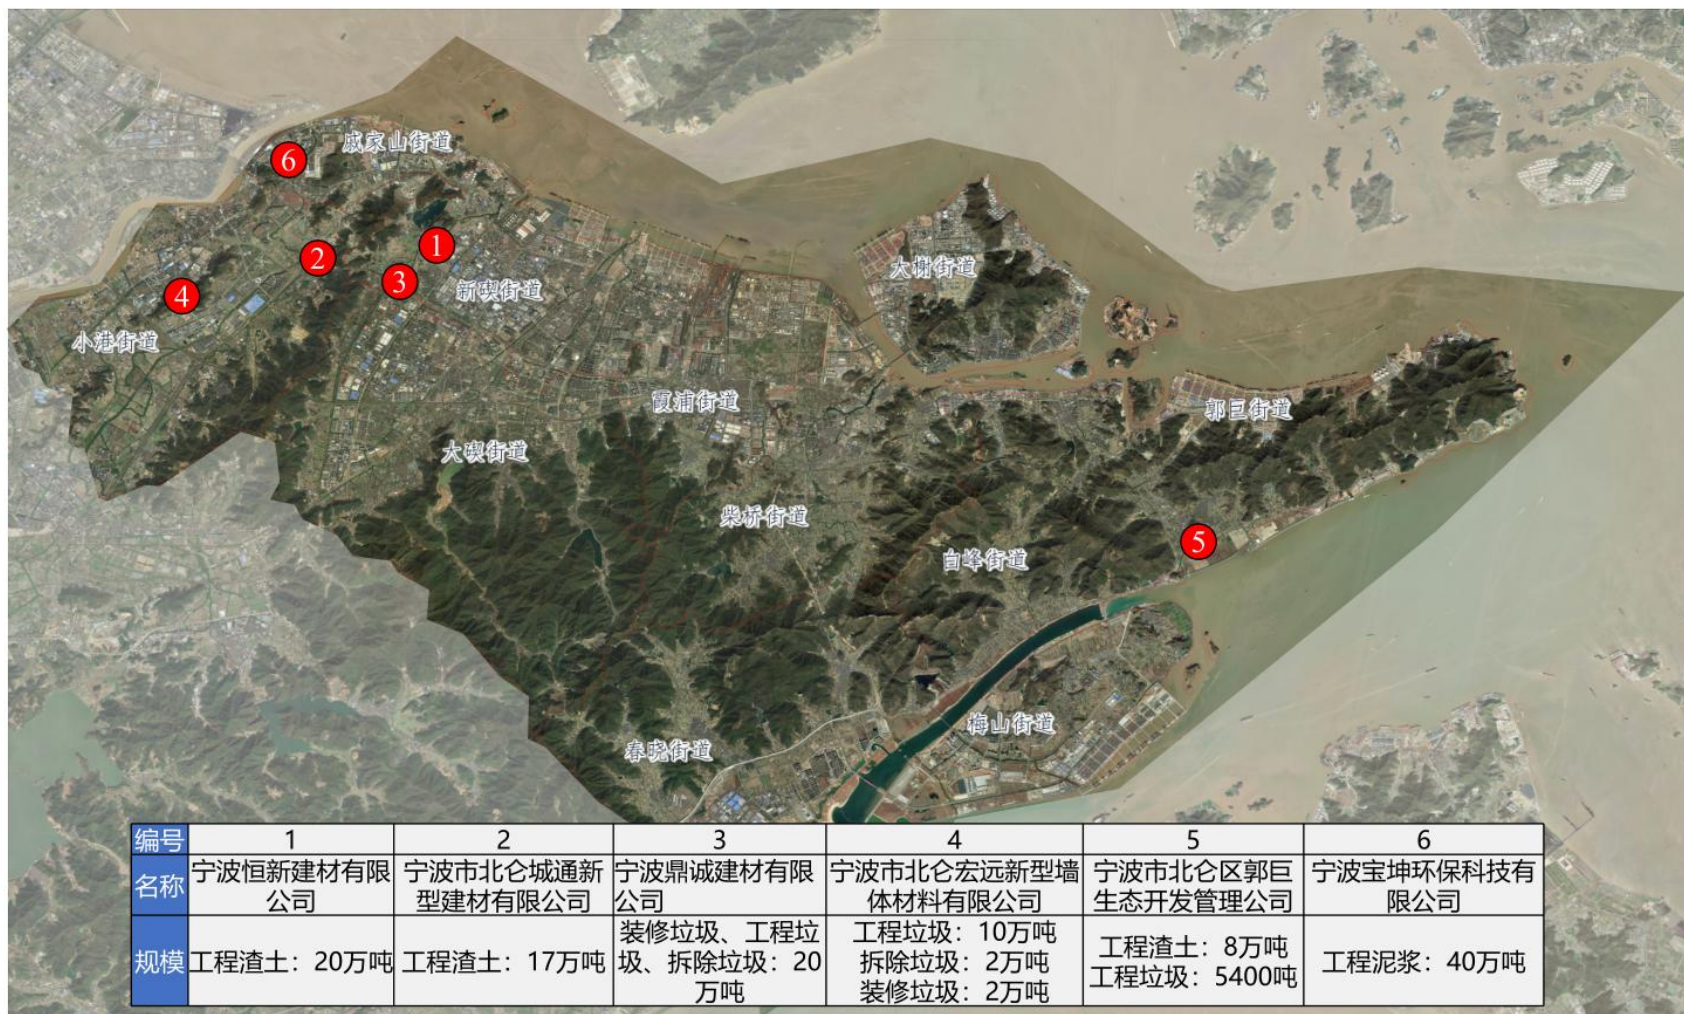 戚家山街道
6
1
2
大榭街道
3
新碶街道
4
小港街道
霞浦街道
郭巨街道
大碶街道
柴桥街道
5
白峰街道
梅山街道
春晓街道
编号 1 2 3 4 5 6
名称 宁波恒新建材有限公司 宁波市北仑城通新型建材有限公司 宁波鼎诚建材有限公司 宁波市北仑宏远新型墙体材料有限公司 宁波市北仑区郭巨生态开发管理公司 宁波宝坤环保科技有限公司
规模 工程渣土：20万吨 工程渣土：17万吨 装修垃圾、工程垃圾、拆除垃圾：20万吨 工程垃圾：10万吨 拆除垃圾：2万吨 装修垃圾：2万吨 工程渣土：8万吨 工程垃圾：5400吨 工程泥浆：40万吨